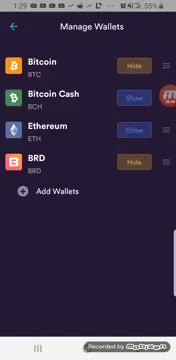 1:29
55%
Manage Wallets
Bitcoin
BTC
Hide
Bitcoin Cash
BCH
Show
Ethereum
ETH
Show
BRD
BRD
Hide
Add Wallets
Recorded by
mobizen